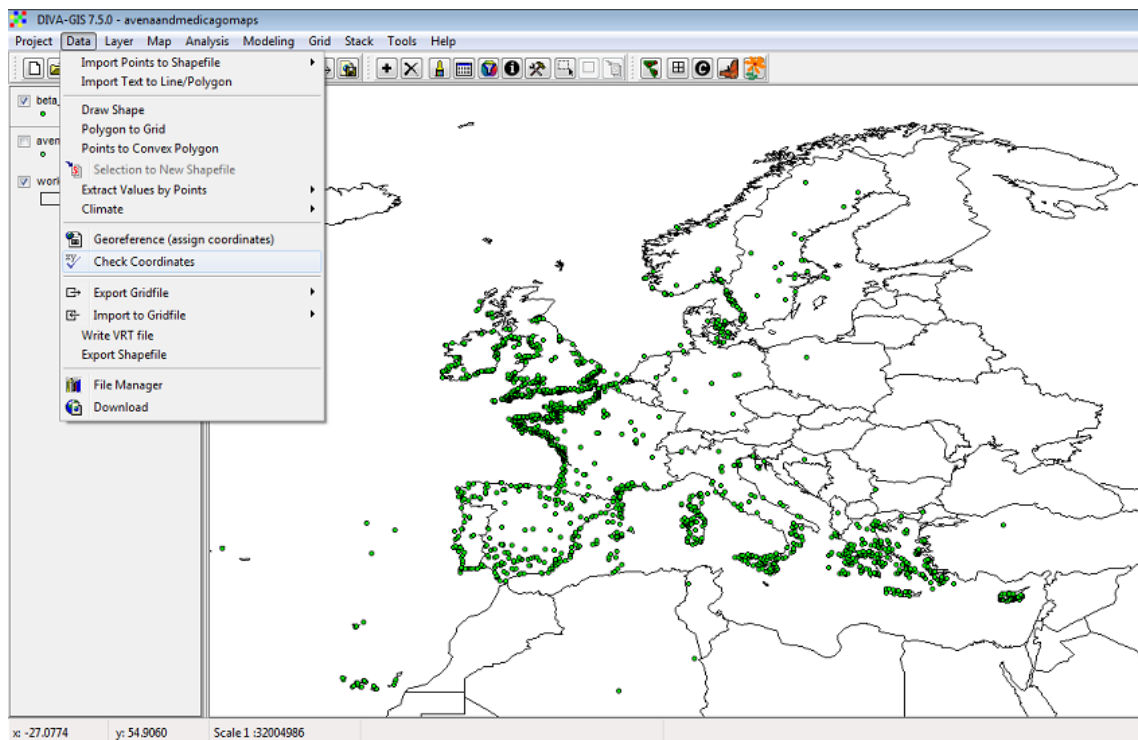 DIVA-GIS 7.5.0 - avenaandmedicagomaps
Project Data Layer Map Analysis Modeling Grid Stack Tools Help
Import Points to Shapefile
Import Text to Line/Polygon
Draw Shape
Polygon to Grid
Points to Convex Polygon
Selection to New Shapefile
Extract Values by Points
Climate
Georeference (assign coordinates)
Check Coordinates
Export Gridfile
Import to Gridfile
Write VRT file
Export Shapefile
File Manager
Download
beta_
aven
x: -27.0774 y: 54.9060 Scale 1 :32004986